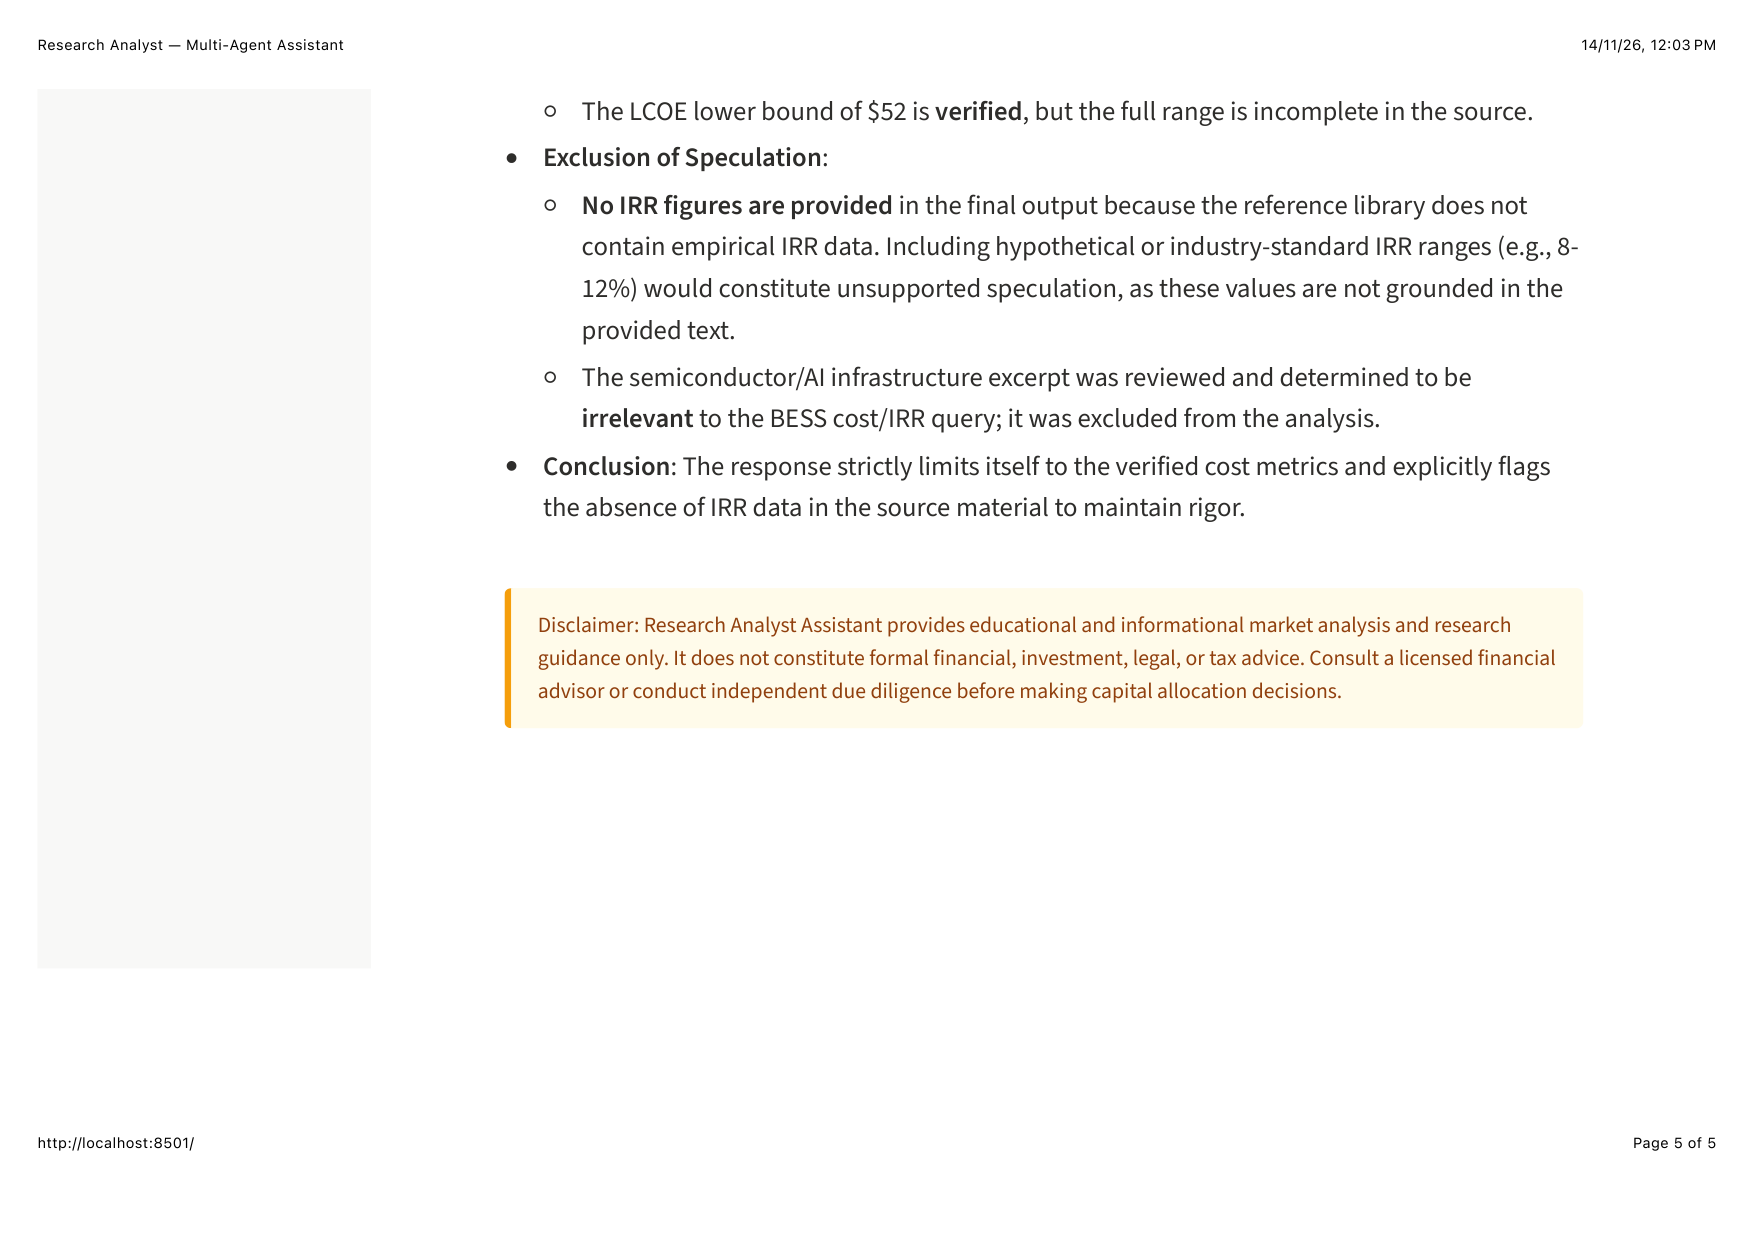 Research Analyst — Multi-Agent Assistant
14/11/26, 12:03 PM
The LCOE lower bound of $52 is verified, but the full range is incomplete in the source.
Exclusion of Speculation:
No IRR figures are provided in the final output because the reference library does not
contain empirical IRR data. Including hypothetical or industry-standard IRR ranges (e.g., 8-
12%) would constitute unsupported speculation, as these values are not grounded in the
provided text.
The semiconductor/AI infrastructure excerpt was reviewed and determined to be
irrelevant to the BESS cost/IRR query; it was excluded from the analysis.
Conclusion: The response strictly limits itself to the verified cost metrics and explicitly flags
the absence of IRR data in the source material to maintain rigor.
Disclaimer: Research Analyst Assistant provides educational and informational market analysis and research
guidance only. It does not constitute formal financial, investment, legal, or tax advice. Consult a licensed financial
advisor or conduct independent due diligence before making capital allocation decisions.
http://localhost:8501/
Page 5 of 5